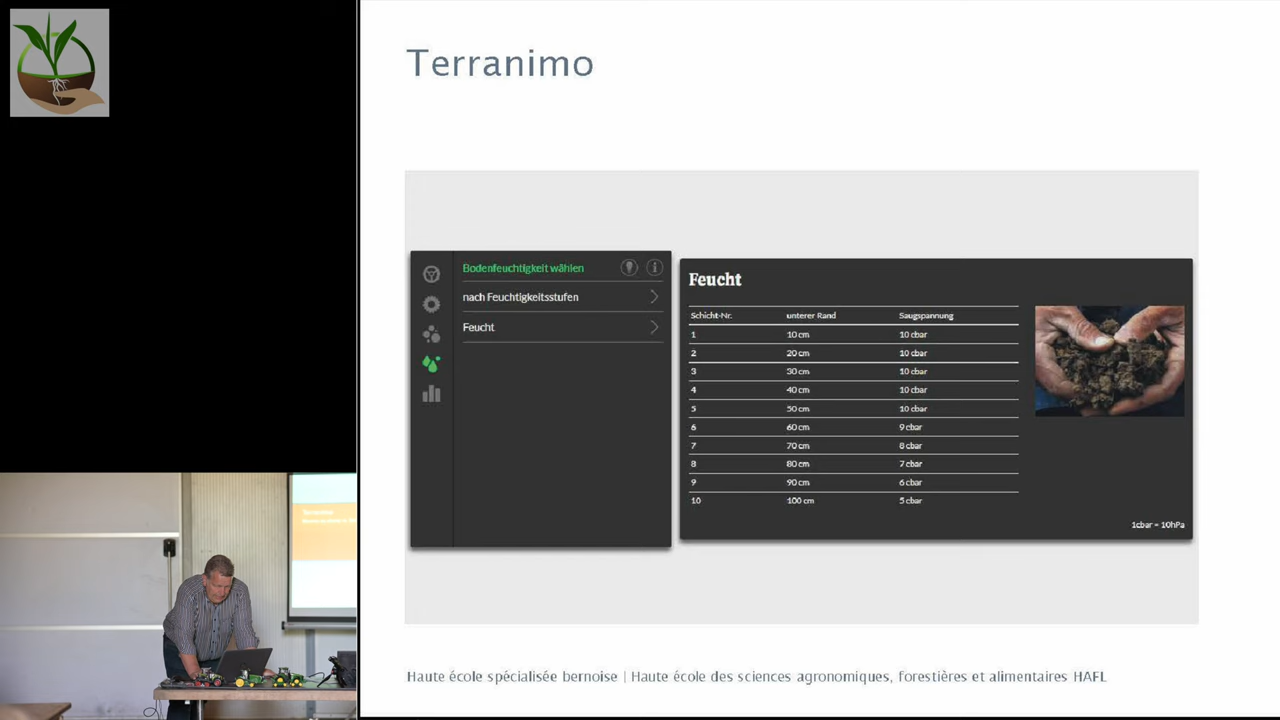 Terranimo
Bodenfeuchtigkeit wählen
nach Feuchtigkeitsstufen
Feucht
Feucht
Schicht-Nr. unterer Rand Saugspannung
1 10 cm 10 cbar
2 20 cm 10 cbar
3 30 cm 10 cbar
4 40 cm 10 cbar
5 50 cm 10 cbar
6 60 cm 9 cbar
7 70 cm 8 cbar
8 80 cm 7 cbar
9 90 cm 6 cbar
10 100 cm 5 cbar
1cbar = 10hPa
Haute école spécialisée bernoise | Haute école des sciences agronomiques, forestières et alimentaires HAFL